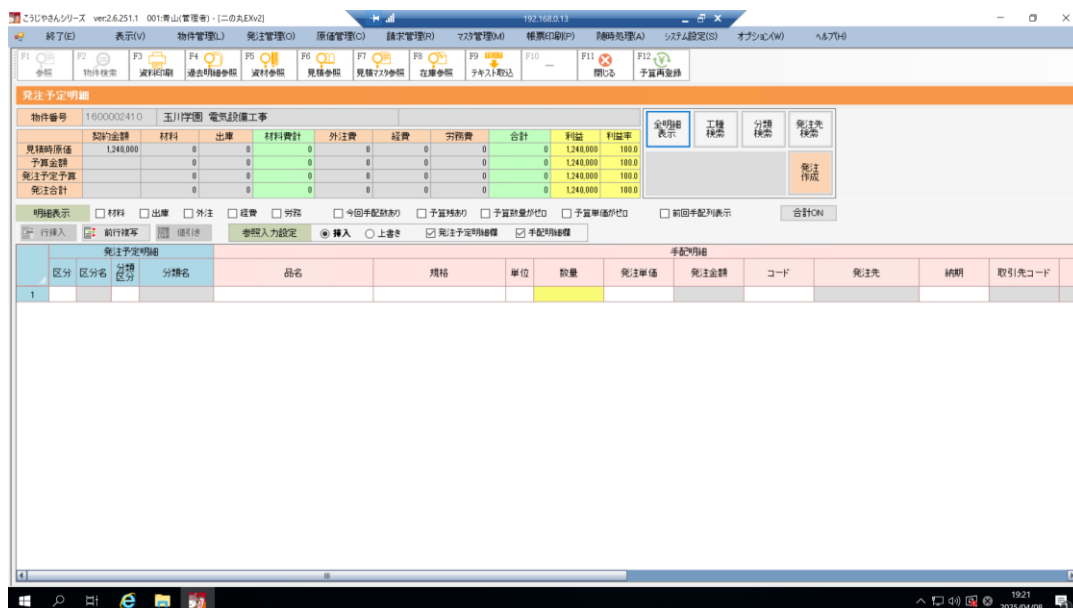 こうじやさんシリーズ ver:2.6.251.1 001:青山(管理者) - [二の丸EXv2] 192.168.0.13
終了(E) 表示(V) 物件管理(L) 発注管理(O) 原価管理(C) 請求管理(R) マスタ管理(M) 帳票印刷(P) 随時処理(A) システム設定(S) オプション(W) ヘルプ(H)
F1 F2 F3 F4 F5 F6 F7 F8 F9 F10 F11 F12
参照 物件検索 資料印刷 過去明細参照 資材参照 見積参照 見積マスタ参照 在庫参照 テキスト取込 閉じる 予算再登録
発注予定明細
物件番号 1600002410 玉川学園 電気設備工事
全明細表示 工種検索 分類検索 発注先検索
契約金額 材料 出庫 材料費計 外注費 経費 労務費 合計 利益 利益率
見積時原価 1,240,000 0 0 0 0 0 0 0 1,240,000 100.0
予算金額 0 0 0 0 0 0 0 1,240,000 100.0
発注予定予算 0 0 0 0 0 0 0 1,240,000 100.0
発注合計 0 0 0 0 0 0 0 1,240,000 100.0
発注作成
明細表示 材料 出庫 外注 経費 労務 今回手配数あり 予算残あり 予算数量がゼロ 予算単価がゼロ 前回手配列表示 合計ON
行挿入 前行複写 値引き 参照入力設定 挿入 上書き 発注予定明細欄 手配明細欄
発注予定明細 手配明細
区分 区分名 分類区分 分類名 品名 規格 単位 数量 発注単価 発注金額 コード 発注先 納期 取引先コード
1
19:21
2025/04/08